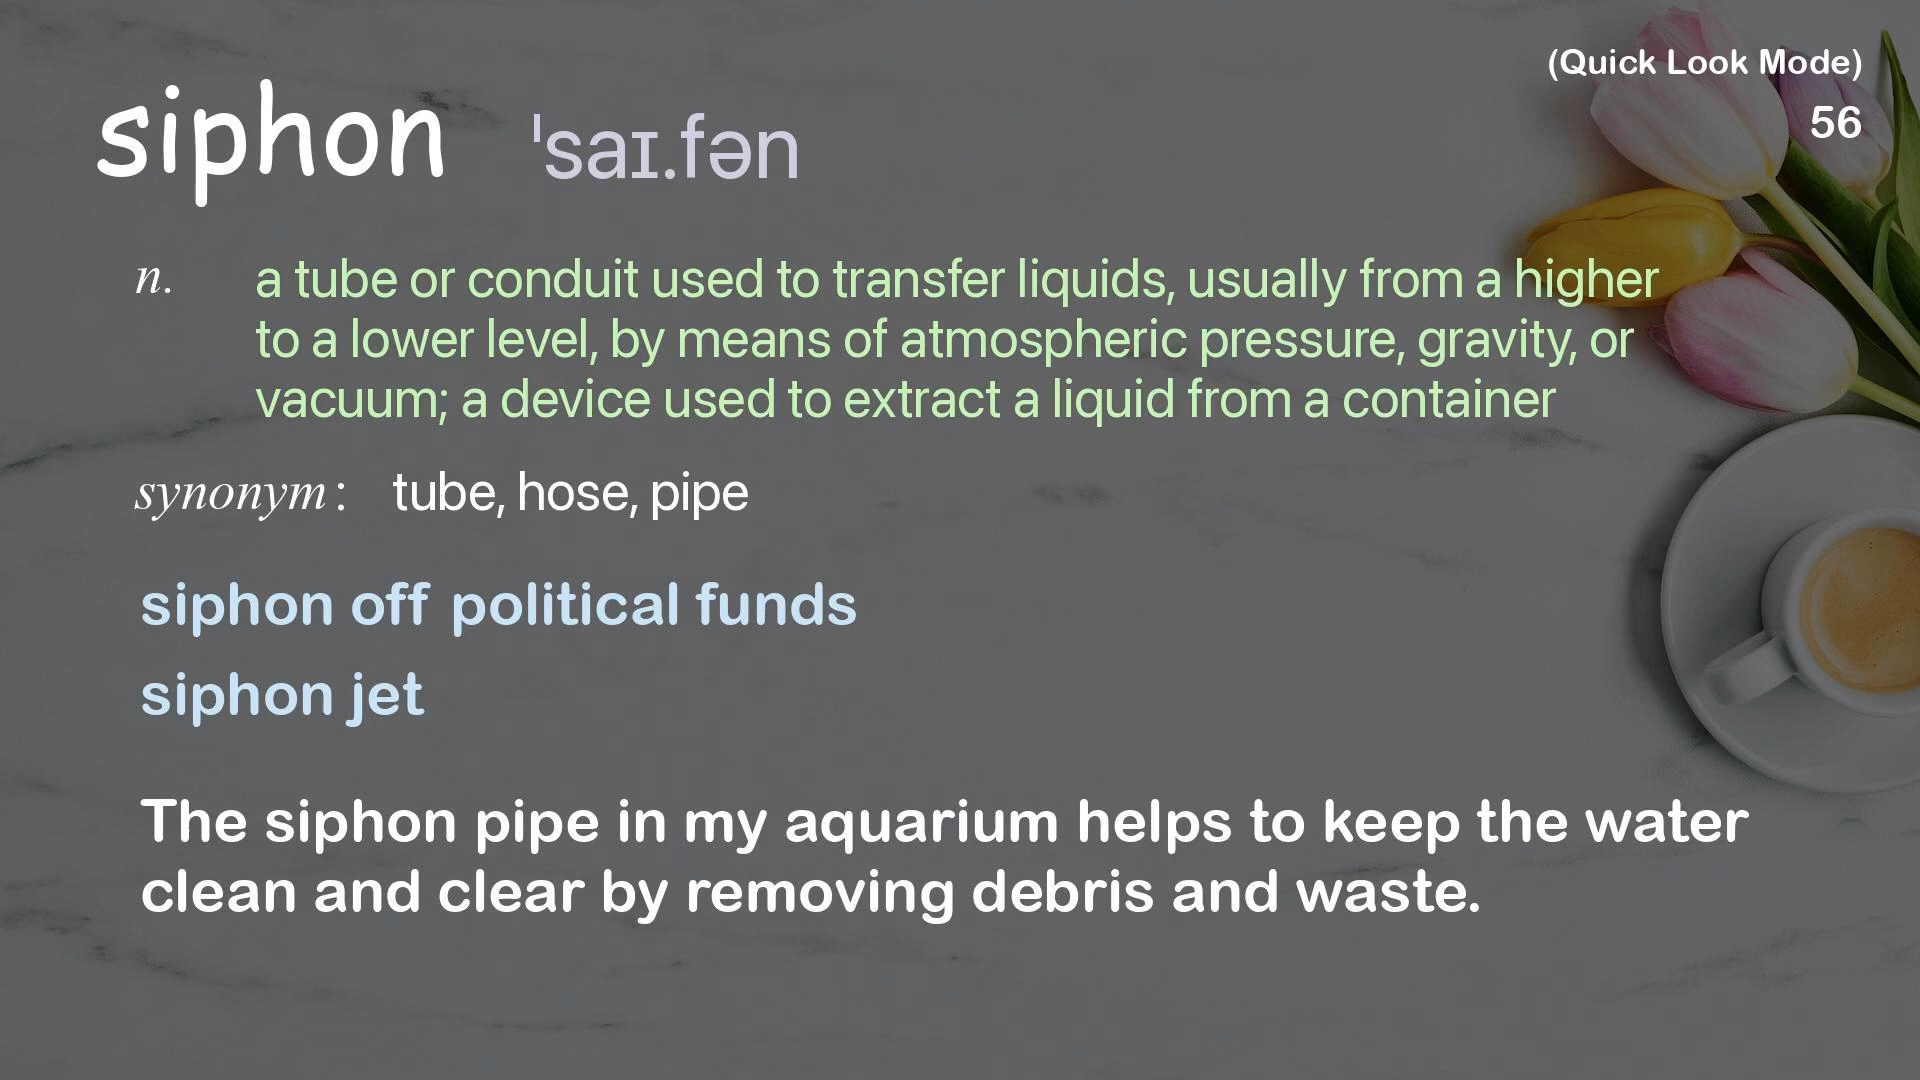 (Quick Look Mode)
56
siphon ˈsaɪ.fən
n. a tube or conduit used to transfer liquids, usually from a higher
to a lower level, by means of atmospheric pressure, gravity, or
vacuum; a device used to extract a liquid from a container
synonym: tube, hose, pipe
siphon off political funds
siphon jet
The siphon pipe in my aquarium helps to keep the water
clean and clear by removing debris and waste.